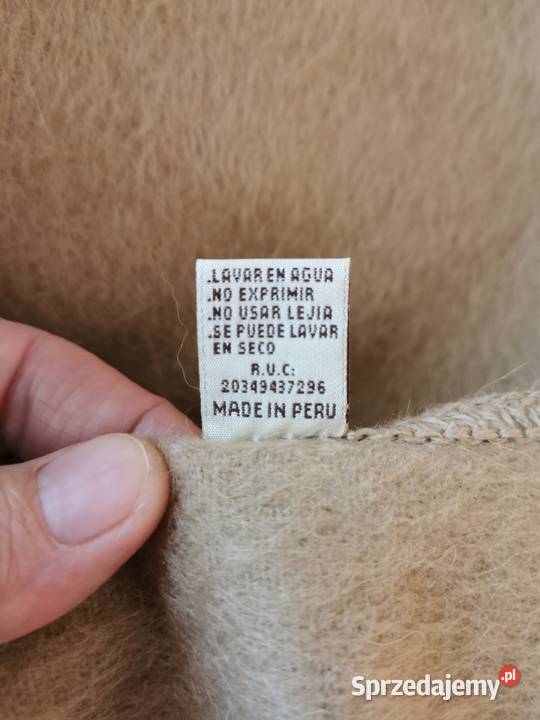 .LAVAR EN AGUA
.NO EXPRIMIR
.NO USAR LEJIA
.SE PUEDE LAVAR
EN SECO
R.U.C:
20349437296
MADE IN PERU
Sprzedajemy.pl